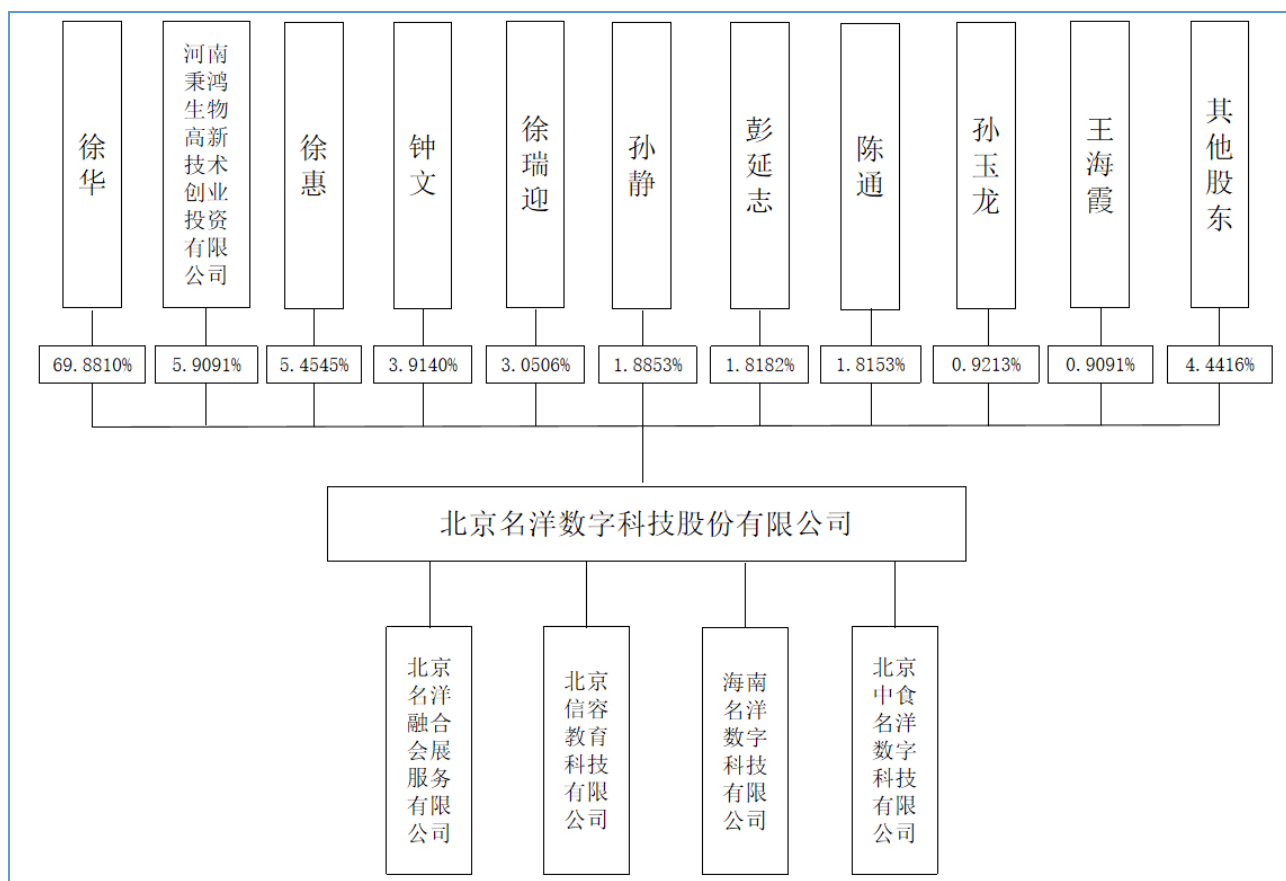 徐华
河南
秉鸿
生物
高新
技术
创业
投资
有限
公司
徐惠
钟文
徐瑞迎
孙静
彭延志
陈通
孙玉龙
王海霞
其他股东
69.8810%
5.9091%
5.4545%
3.9140%
3.0506%
1.8853%
1.8182%
1.8153%
0.9213%
0.9091%
4.4416%
北京名洋数字科技股份有限公司
北京
名洋
融合
会展
服务
有限
公司
北京
信容
教育
科技
有限
公司
海南
名洋
数字
科技
有限
公司
北京
中食
名洋
数字
科技
有限
公司